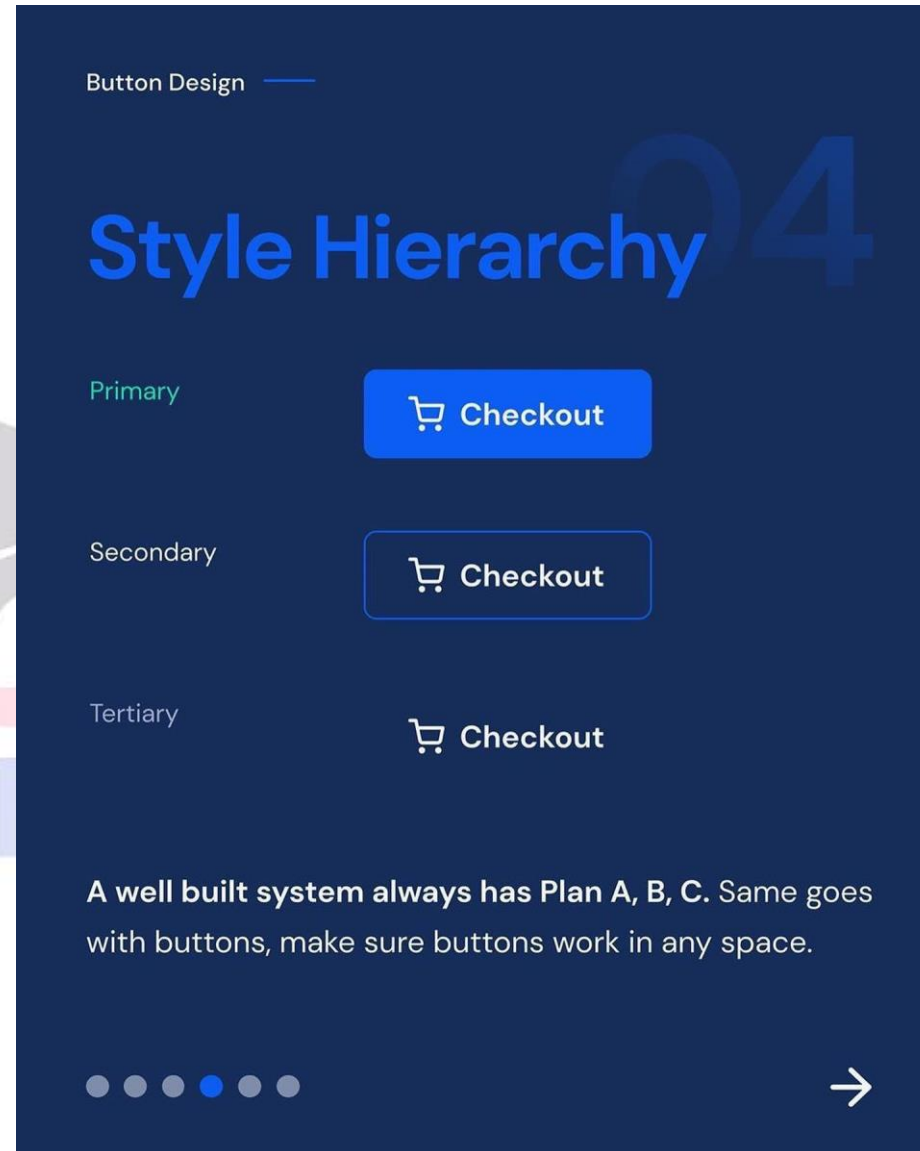 Button Design
04
Style Hierarchy
Primary
Checkout
Secondary
Checkout
Tertiary
Checkout
A well built system always has Plan A, B, C. Same goes
with buttons, make sure buttons work in any space.